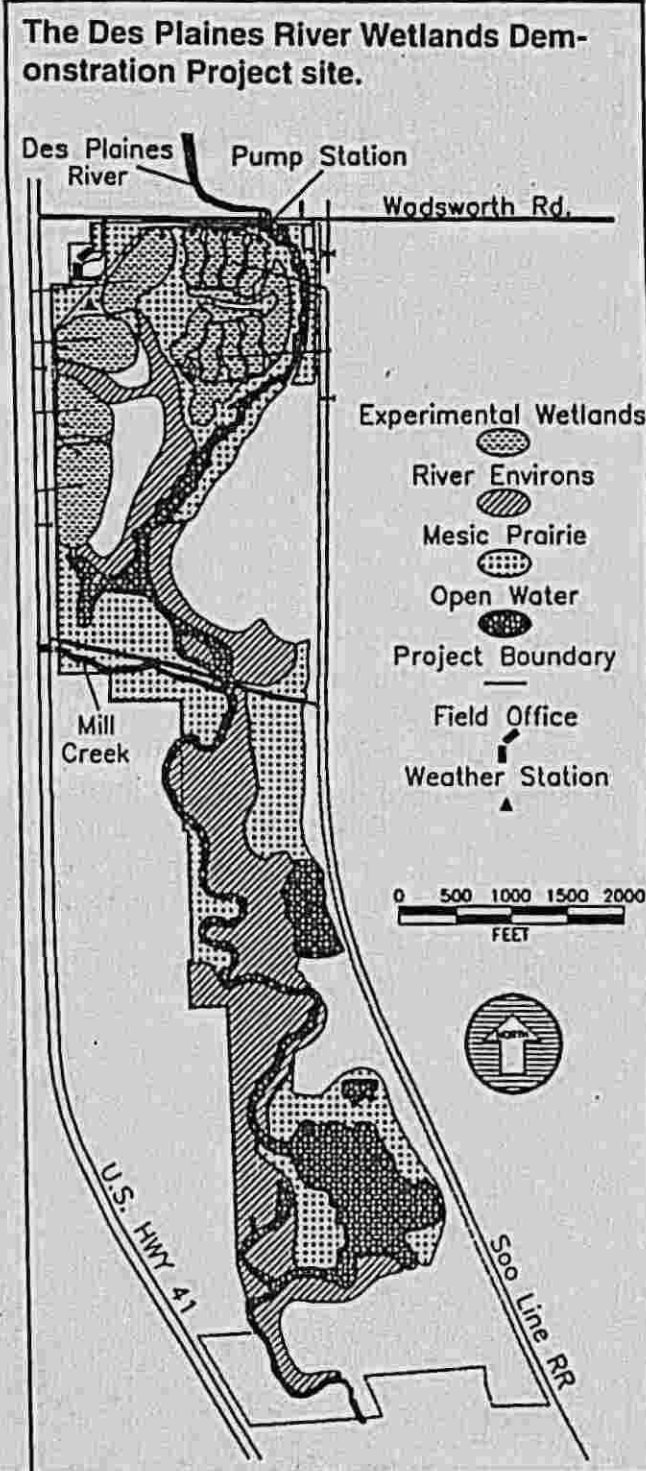 The Des Plaines River Wetlands Dem-
onstration Project site.
Des Plaines
River
Pump Station
Wadsworth Rd.
Experimental Wetlands
River Environs
Mesic Prairie
Open Water
Project Boundary
Field Office
Weather Station
Mill
Creek
0 500 1000 1500 2000
FEET
NORTH
U.S. HWY 41
Soo Line RR